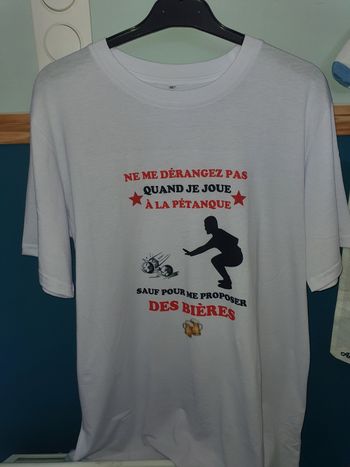 NE ME DÉRANGEZ PAS
QUAND JE JOUE
À LA PÉTANQUE
SAUF POUR ME PROPOSER
DES BIÈRES